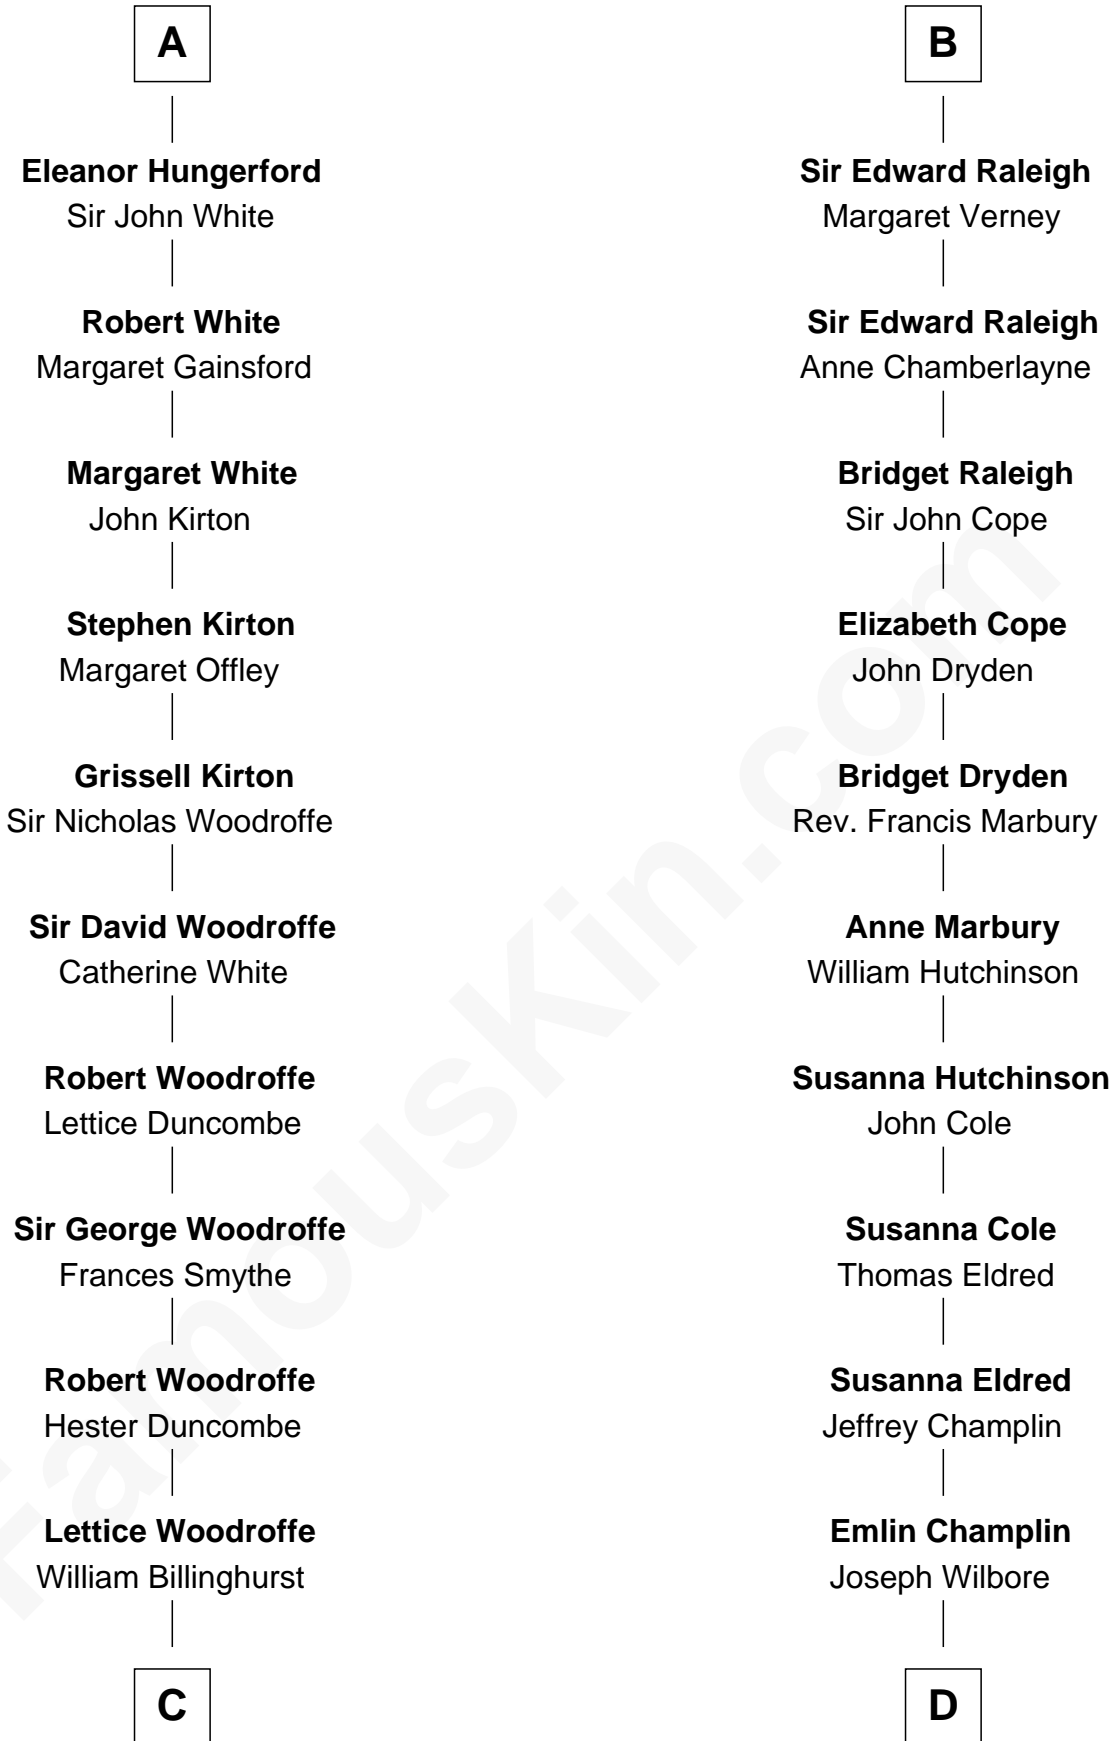 A
Eleanor Hungerford
Sir John White
Robert White
Margaret Gainsford
Margaret White
John Kirton
Stephen Kirton
Margaret Offley
Grissell Kirton
Sir Nicholas Woodroffe
Sir David Woodroffe
Catherine White
Robert Woodroffe
Lettice Duncombe
Sir George Woodroffe
Frances Smythe
Robert Woodroffe
Hester Duncombe
Lettice Woodroffe
William Billinghurst
C
B
Sir Edward Raleigh
Margaret Verney
Sir Edward Raleigh
Anne Chamberlayne
Bridget Raleigh
Sir John Cope
Elizabeth Cope
John Dryden
Bridget Dryden
Rev. Francis Marbury
Anne Marbury
William Hutchinson
Susanna Hutchinson
John Cole
Susanna Cole
Thomas Eldred
Susanna Eldred
Jeffrey Champlin
Emlin Champlin
Joseph Wilbore
D
FamousKin.com